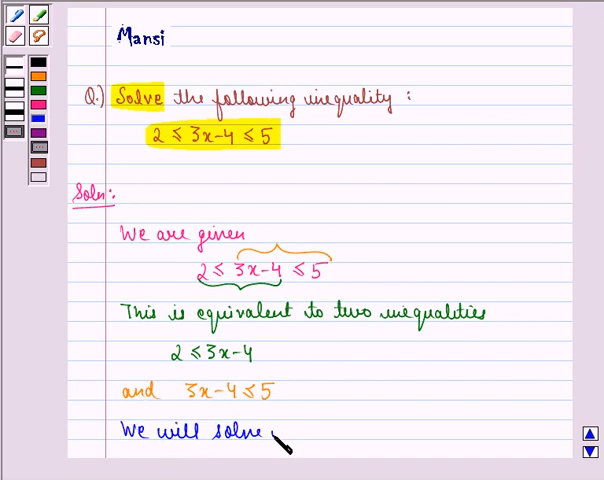 Mansi
Q.) Solve the following inequality :
2 ≤ 3x-4 ≤ 5
Soln:
We are given
2 ≤ 3x-4 ≤ 5
This is equivalent to two inequalities
2 ≤ 3x-4
and 3x-4 ≤ 5
We will solve